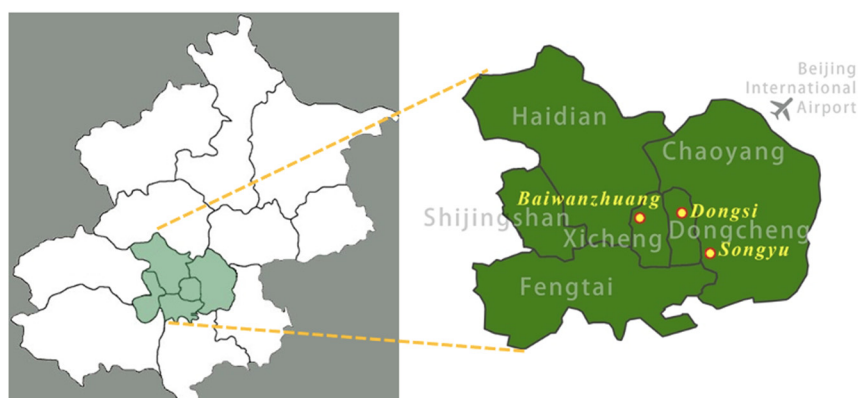 Beijing
International
Airport
Haidian
Chaoyang
Baiwanzhuang
Dongsi
Shijingshan
Dongcheng
Xicheng
Songyu
Fengtai